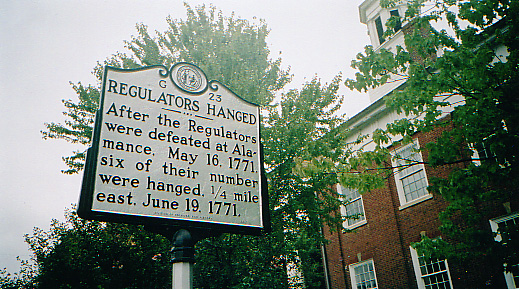 G 23
REGULATORS HANGED
After the Regulators
were defeated at Ala-
mance, May 16, 1771,
six of their number
were hanged, 1/4 mile
east, June 19, 1771.